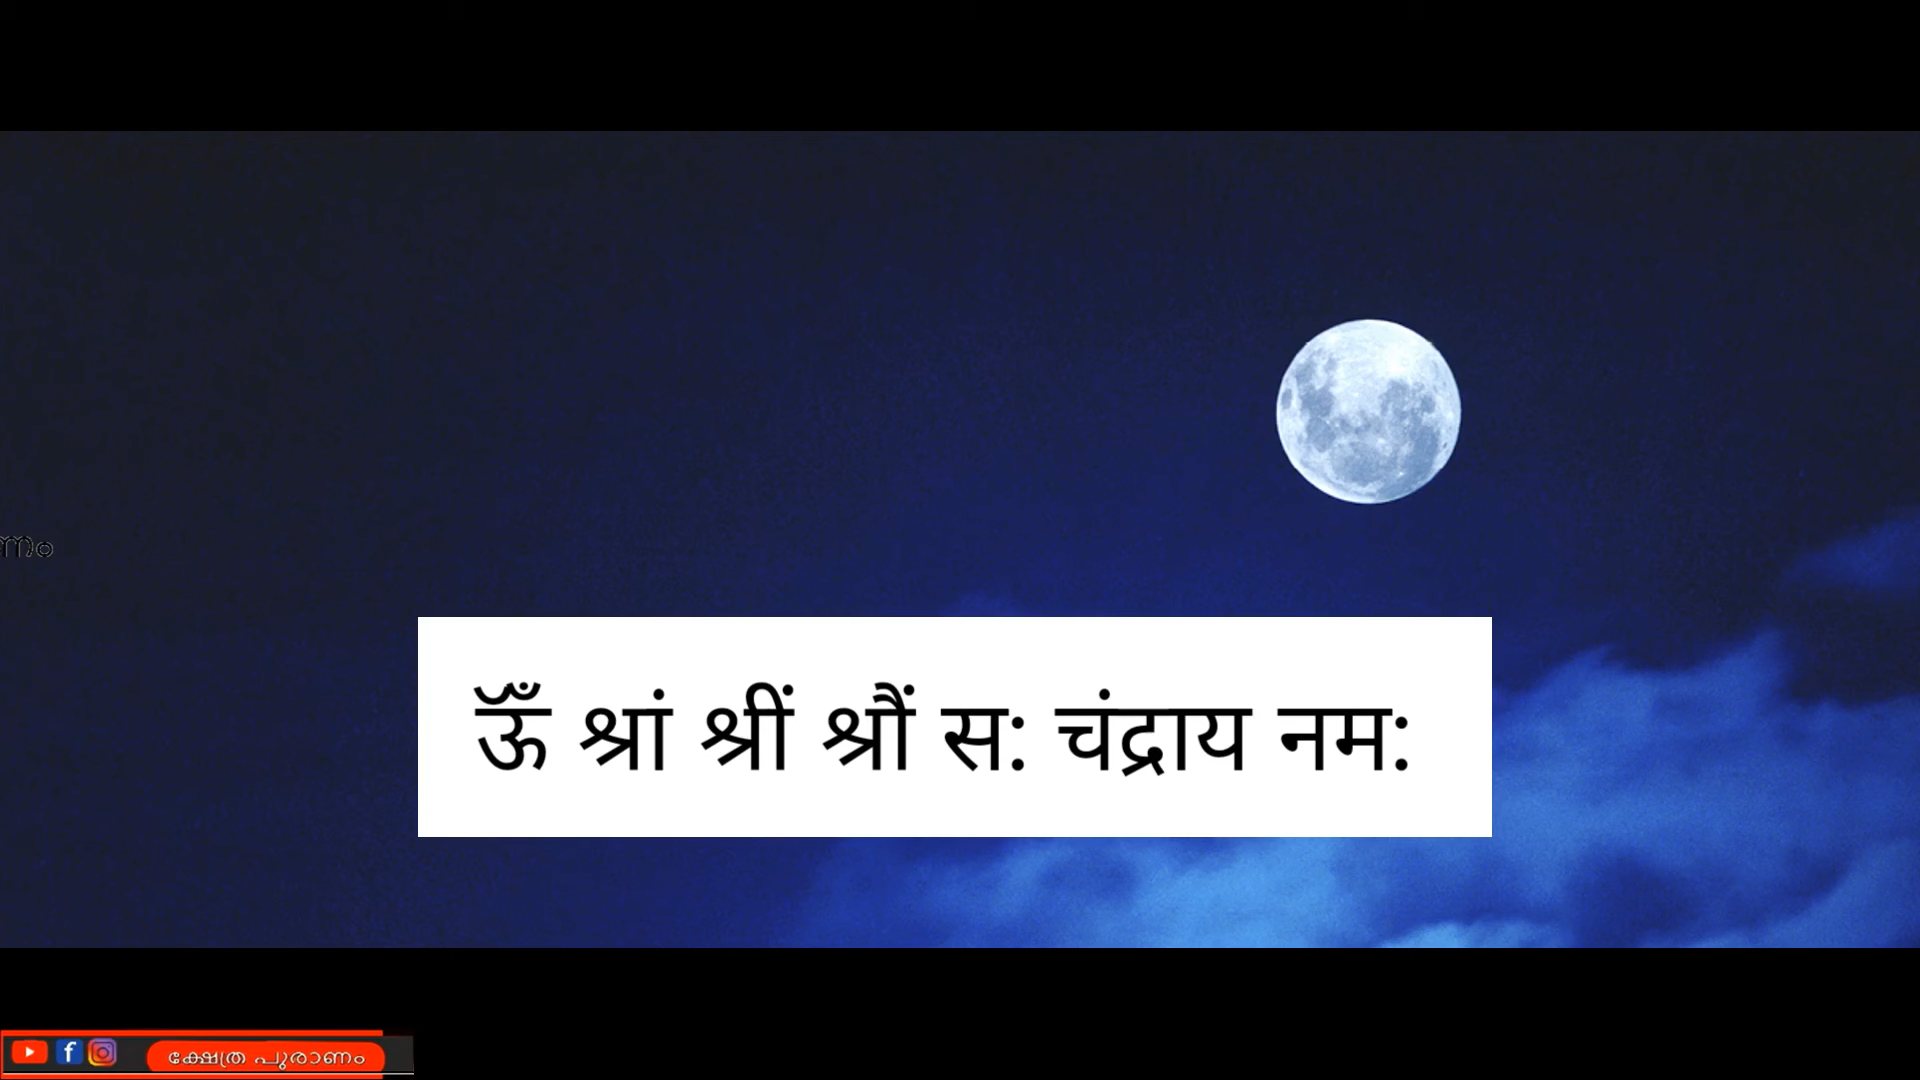 ऊँ श्रां श्रीं श्रौं स: चंद्राय नम:
ക്ഷേത്ര പുരാണം